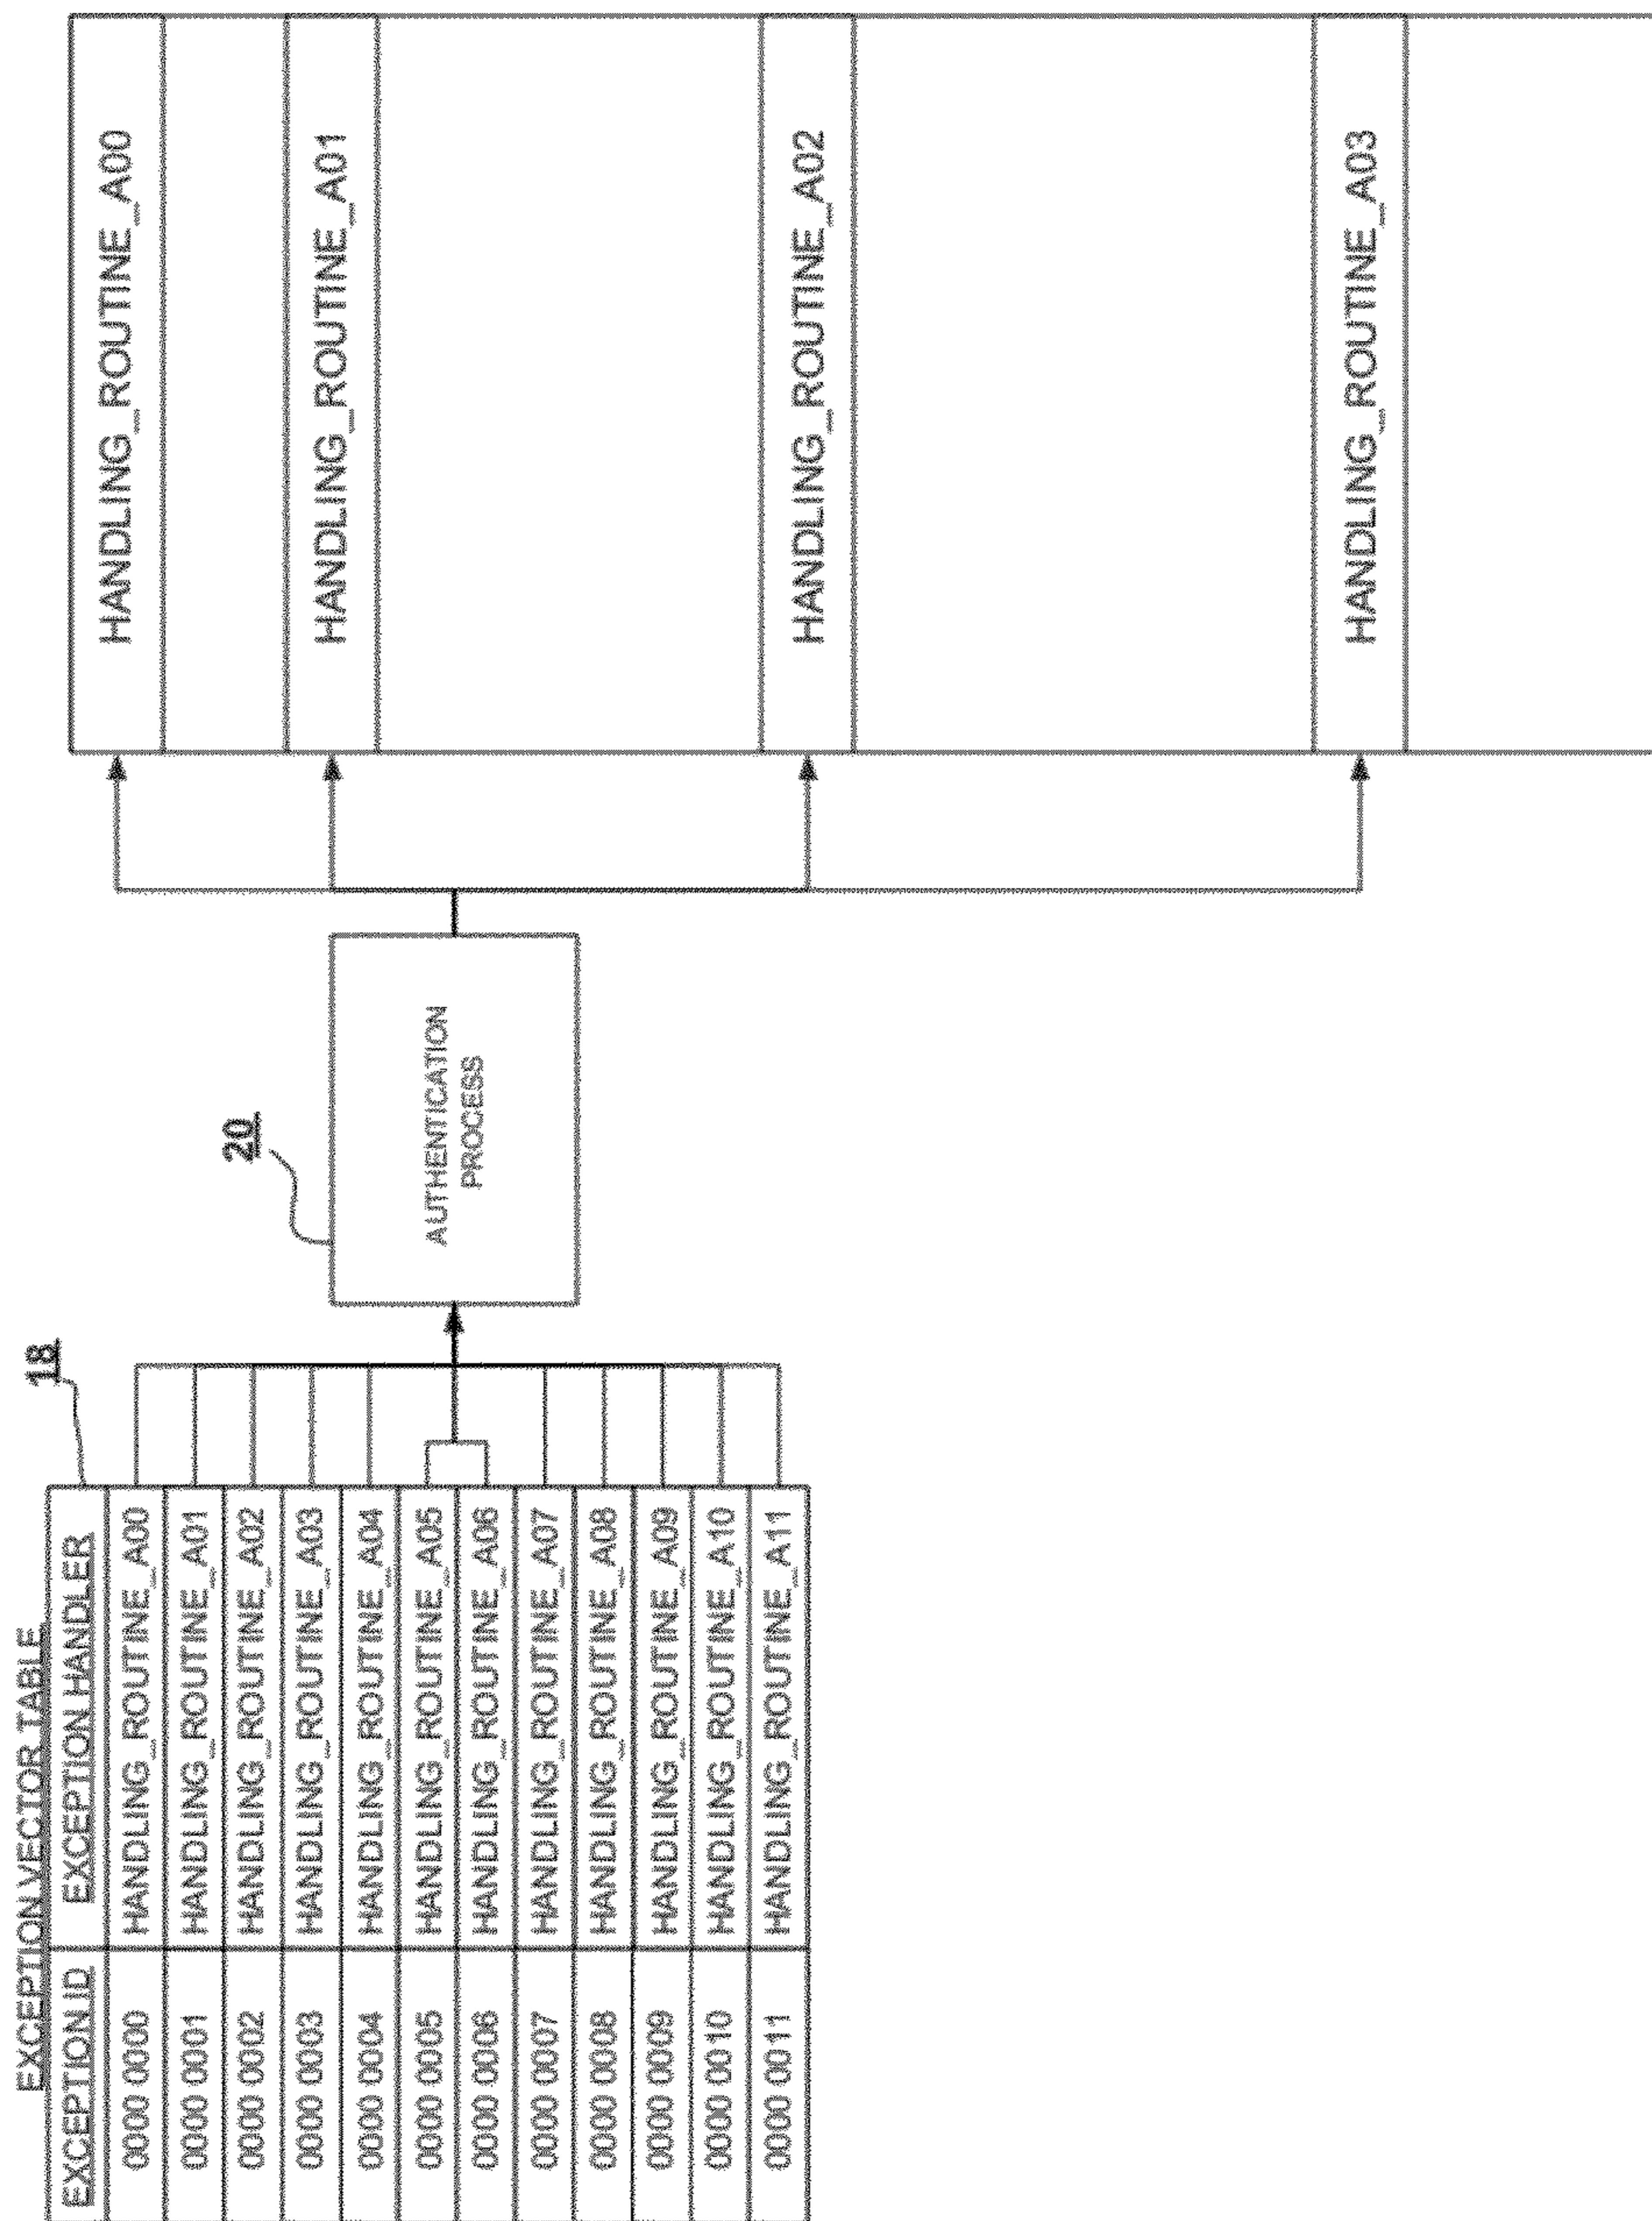 EXCEPTION VECTOR TABLE
EXCEPTION ID EXCEPTION HANDLER
0000 0000 HANDLING_ROUTINE_A00
0000 0001 HANDLING_ROUTINE_A01
0000 0002 HANDLING_ROUTINE_A02
0000 0003 HANDLING_ROUTINE_A03
0000 0004 HANDLING_ROUTINE_A04
0000 0005 HANDLING_ROUTINE_A05
0000 0006 HANDLING_ROUTINE_A06
0000 0007 HANDLING_ROUTINE_A07
0000 0008 HANDLING_ROUTINE_A08
0000 0009 HANDLING_ROUTINE_A09
0000 0010 HANDLING_ROUTINE_A10
0000 0011 HANDLING_ROUTINE_A11
18
20
AUTHENTICATION
PROCESS
HANDLING_ROUTINE_A00
HANDLING_ROUTINE_A01
HANDLING_ROUTINE_A02
HANDLING_ROUTINE_A03